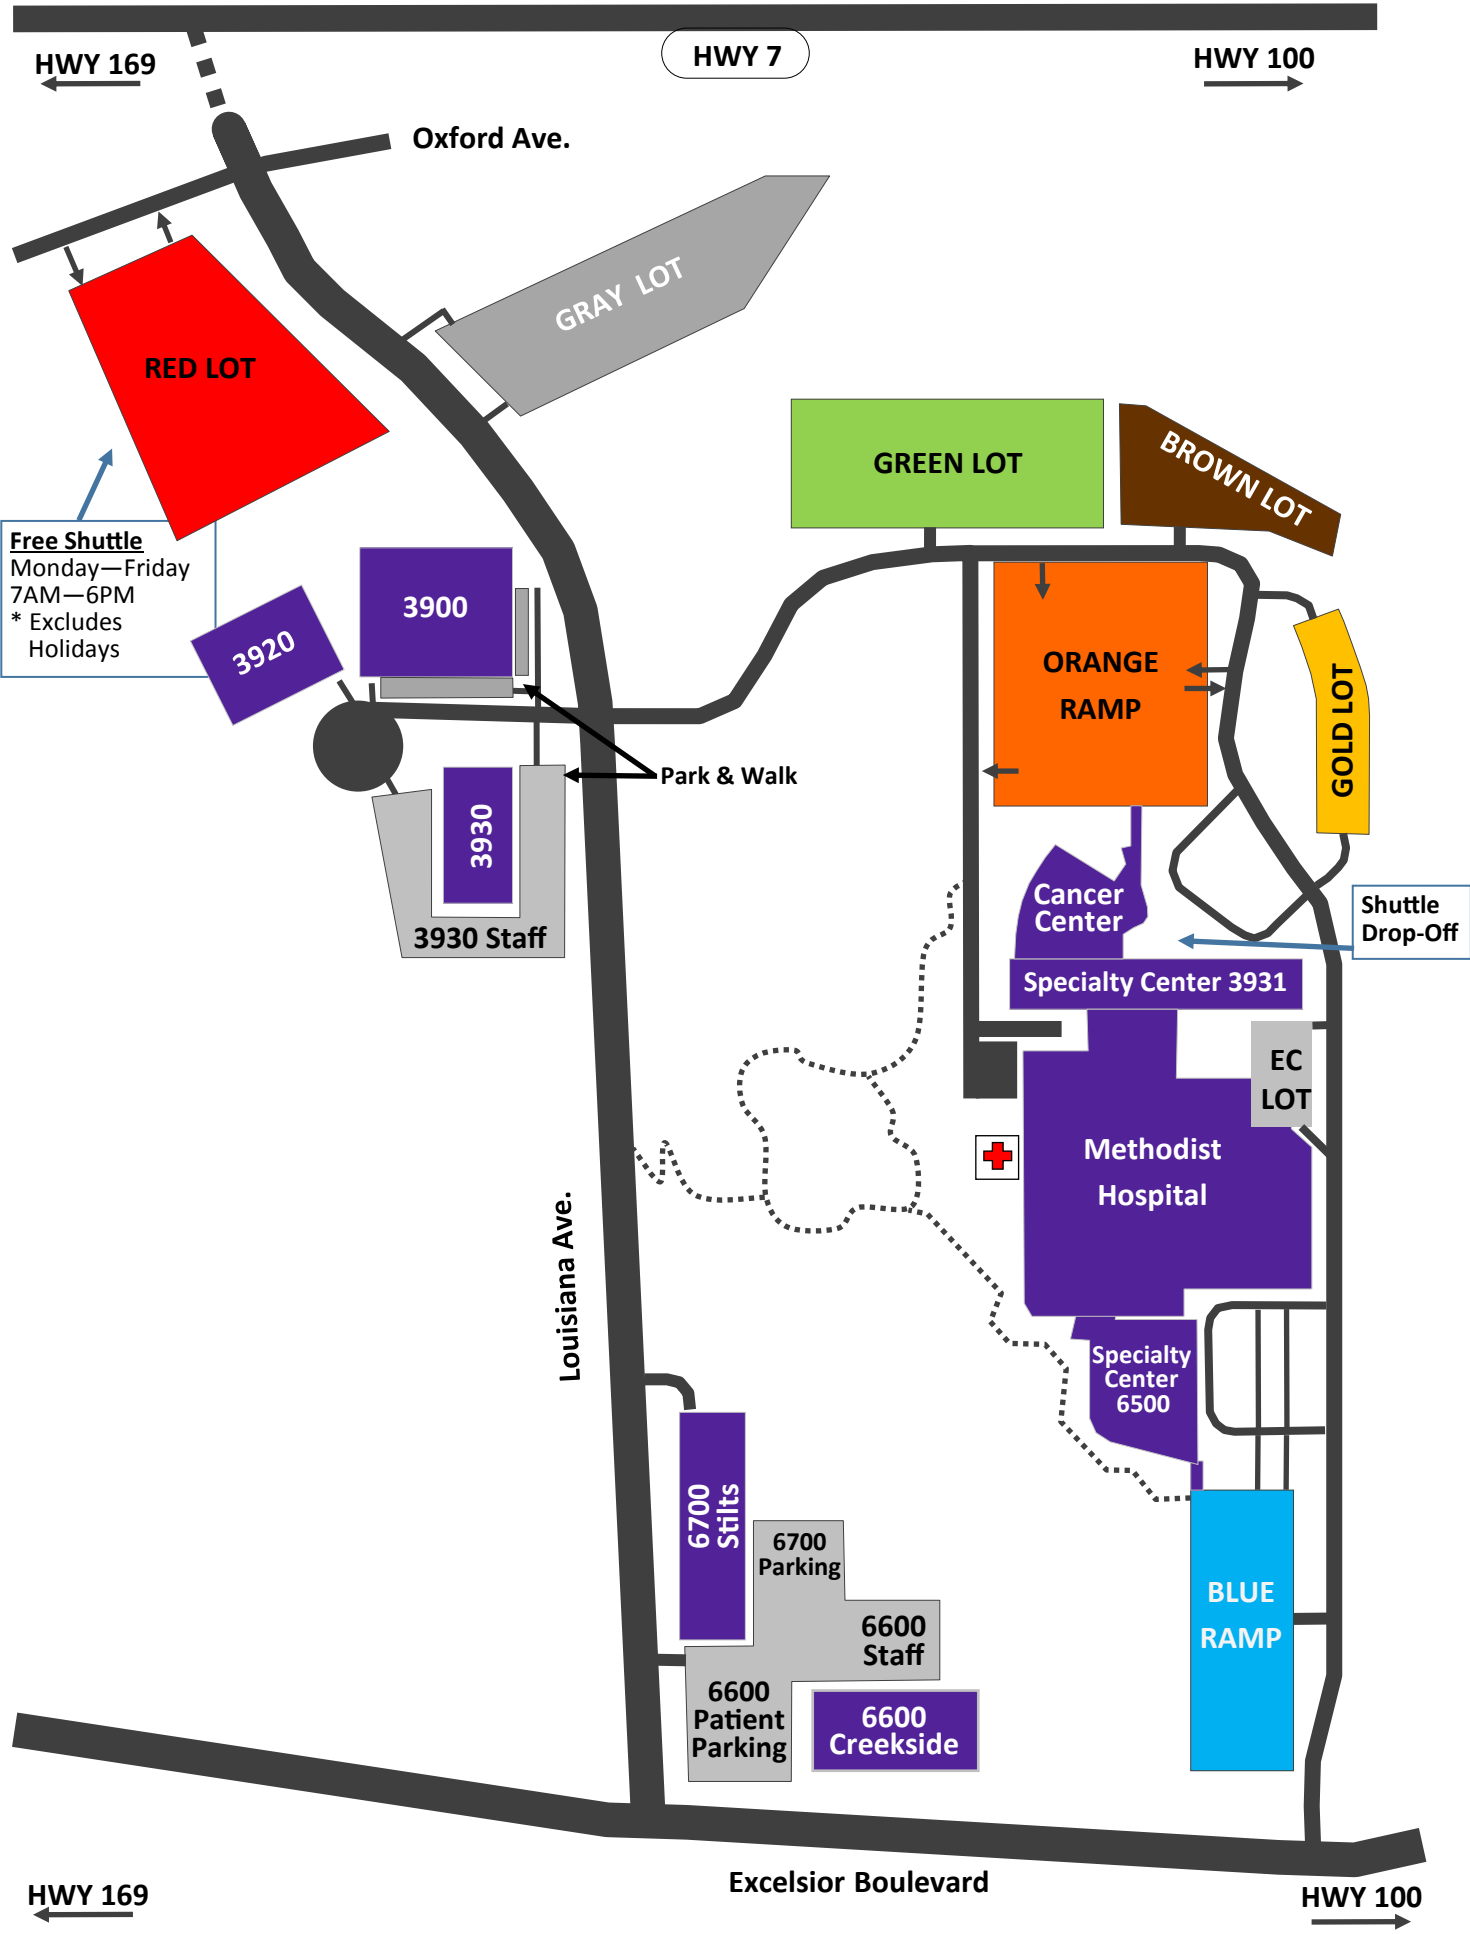 HWY 7
HWY 169
HWY 100
Oxford Ave.
GRAY LOT
RED LOT
GREEN LOT
BROWN LOT
Free Shuttle
Monday—Friday
7AM—6PM
* Excludes
Holidays
3900
3920
ORANGE
RAMP
GOLD LOT
Park & Walk
3930
3930 Staff
Cancer
Center
Shuttle
Drop-Off
Specialty Center 3931
EC
LOT
Methodist
Hospital
Louisiana Ave.
Specialty
Center
6500
6700
Stilts
6700
Parking
BLUE
RAMP
6600
Staff
6600
Patient
Parking
6600
Creekside
Excelsior Boulevard
HWY 169
HWY 100